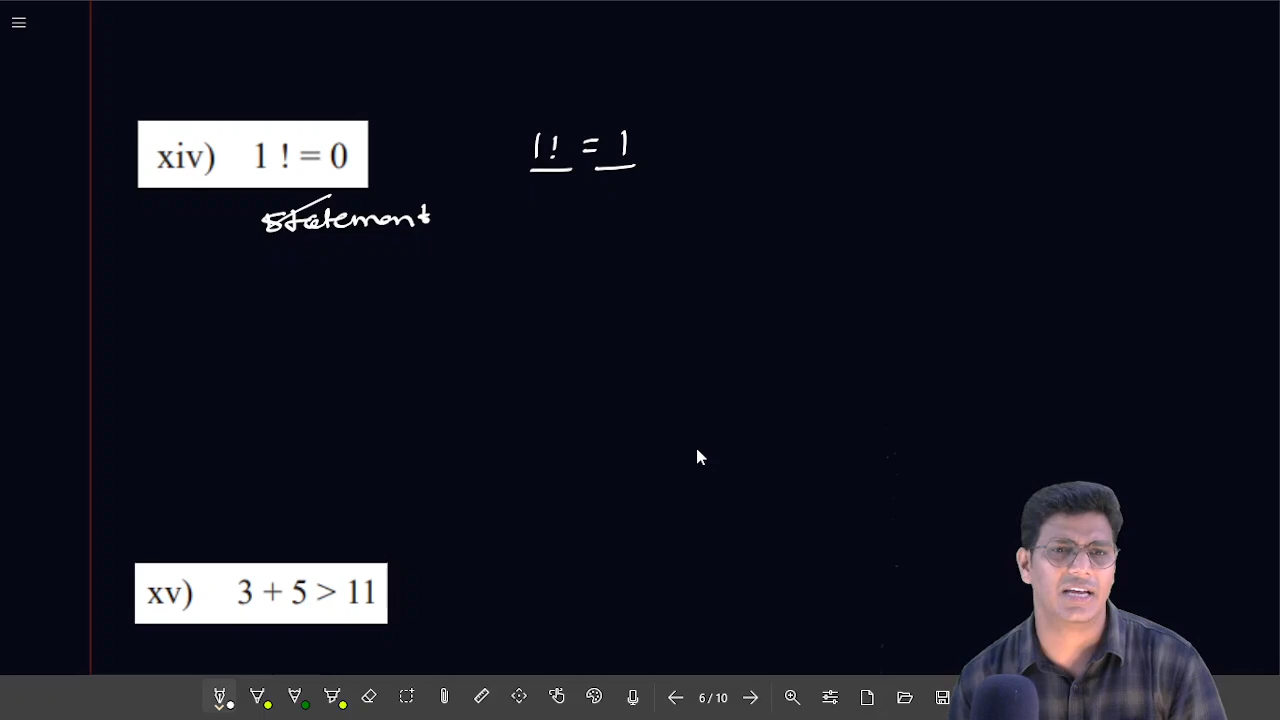 xiv) 1 ! = 0
1! = 1
statement
xv) 3 + 5 > 11
6/10